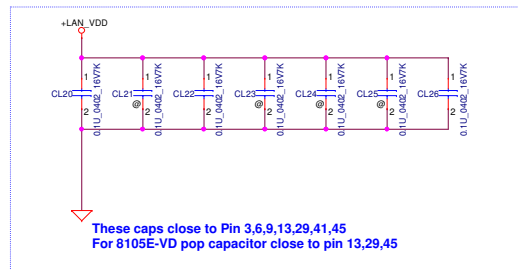 +LAN_VDD
1 1 1 1 1 1 1
CL20 CL21 CL22 CL23 CL24 CL25 CL26
@ @ @ @
2 2 2 2 2 2 2
0.1U_0402_16V7K 0.1U_0402_16V7K 0.1U_0402_16V7K 0.1U_0402_16V7K 0.1U_0402_16V7K 0.1U_0402_16V7K 0.1U_0402_16V7K
These caps close to Pin 3,6,9,13,29,41,45
For 8105E-VD pop capacitor close to pin 13,29,45